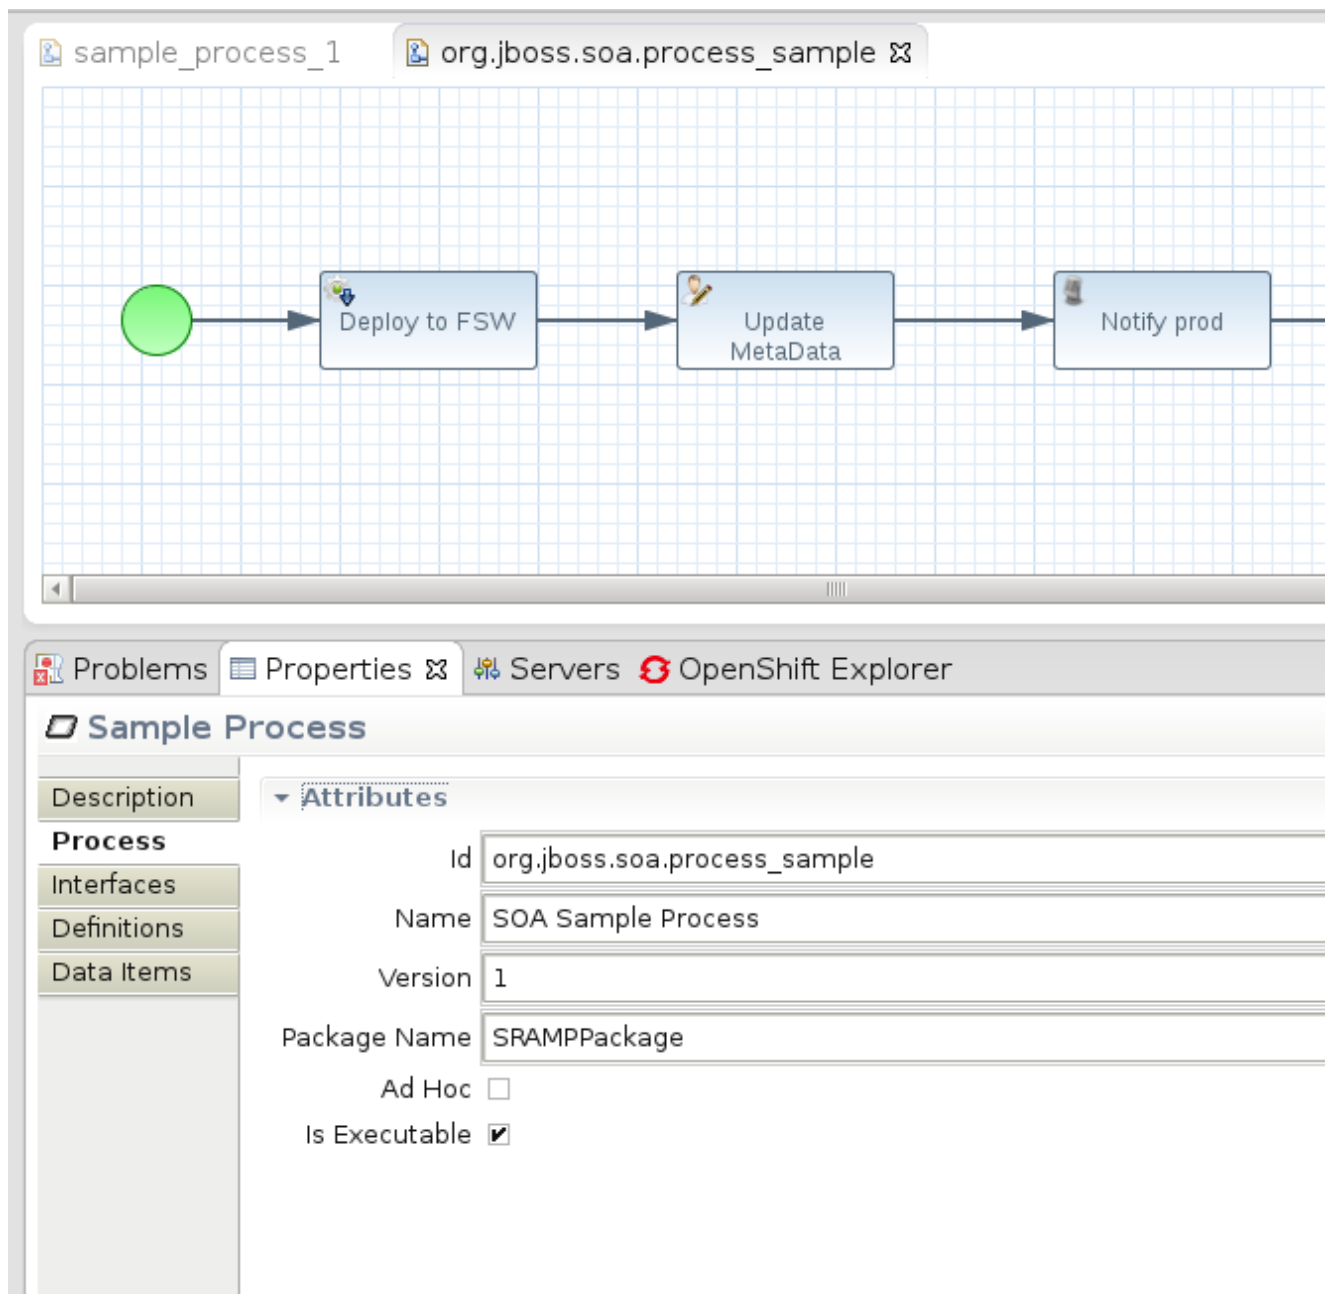 sample_process_1 org.jboss.soa.process_sample
Deploy to FSW
Update
MetaData
Notify prod
Problems Properties Servers OpenShift Explorer
Sample Process
Description
Process
Interfaces
Definitions
Data Items
Attributes
Id org.jboss.soa.process_sample
Name SOA Sample Process
Version 1
Package Name SRAMPPackage
Ad Hoc
Is Executable